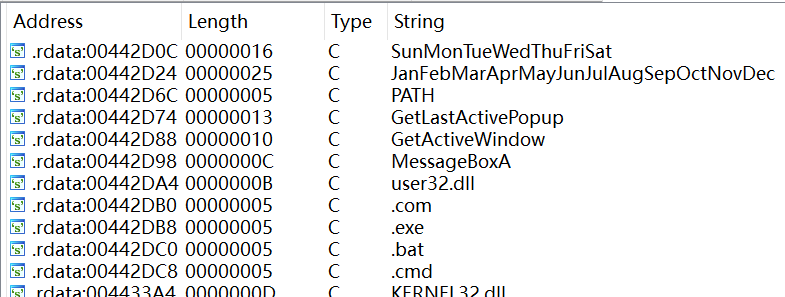 Address Length Type String
.rdata:00442D0C 00000016 C SunMonTueWedThuFriSat
.rdata:00442D24 00000025 C JanFebMarAprMayJunJulAugSepOctNovDec
.rdata:00442D6C 00000005 C PATH
.rdata:00442D74 00000013 C GetLastActivePopup
.rdata:00442D88 00000010 C GetActiveWindow
.rdata:00442D98 0000000C C MessageBoxA
.rdata:00442DA4 0000000B C user32.dll
.rdata:00442DB0 00000005 C .com
.rdata:00442DB8 00000005 C .exe
.rdata:00442DC0 00000005 C .bat
.rdata:00442DC8 00000005 C .cmd
.rdata:004433A4 0000000D C KERNEL32.dll